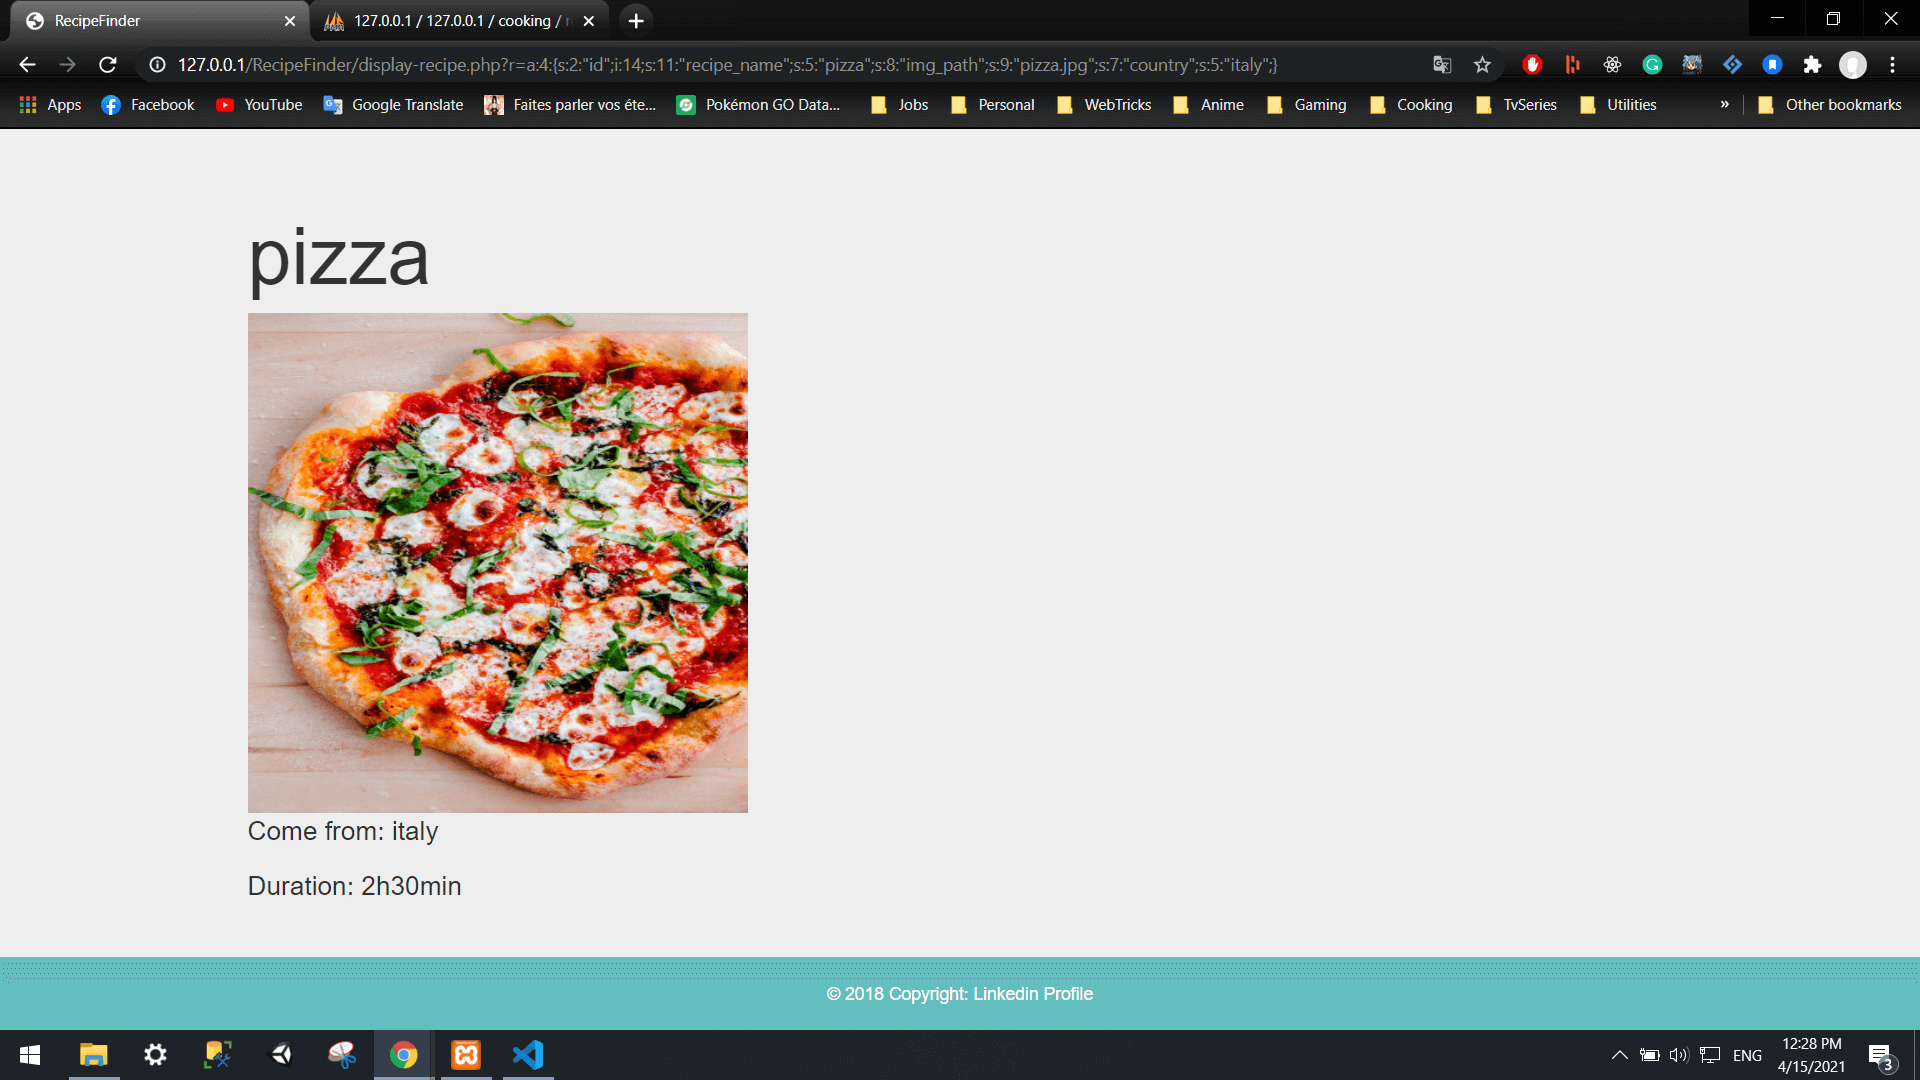 RecipeFinder
127.0.0.1 / 127.0.0.1 / cooking /
127.0.0.1/RecipeFinder/display-recipe.php?r=a:4:{s:2:"id";i:14;s:11:"recipe_name";s:5:"pizza";s:8:"img_path";s:9:"pizza.jpg";s:7:"country";s:5:"italy";}
Apps Facebook YouTube Google Translate Faites parler vos éte... Pokémon GO Data... Jobs Personal WebTricks Anime Gaming Cooking TvSeries Utilities » Other bookmarks
pizza
Come from: italy
Duration: 2h30min
© 2018 Copyright: Linkedin Profile
ENG
12:28 PM
4/15/2021
3